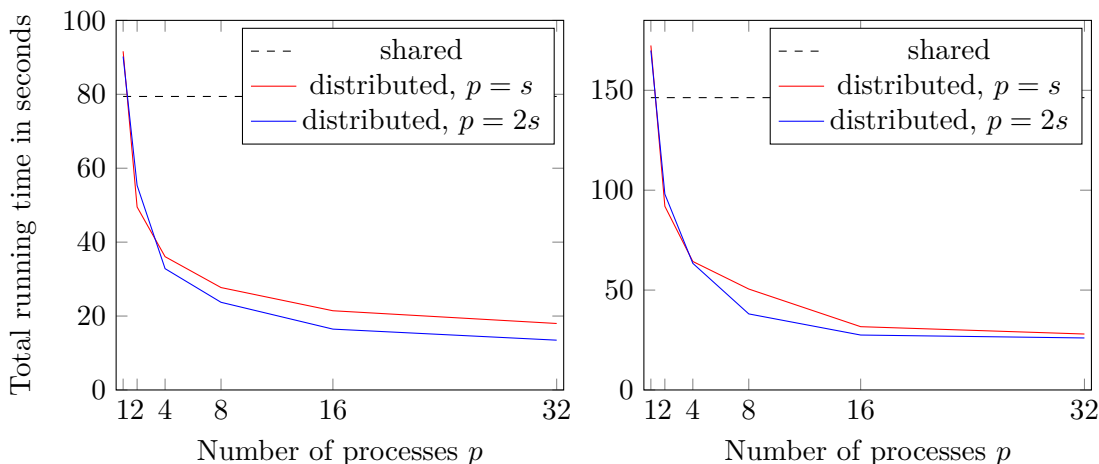 Total running time in seconds
100
80
60
40
20
0
shared
distributed, p = s
distributed, p = 2s
1 2 4 8 16 32
Number of processes p
150
100
50
0
shared
distributed, p = s
distributed, p = 2s
1 2 4 8 16 32
Number of processes p